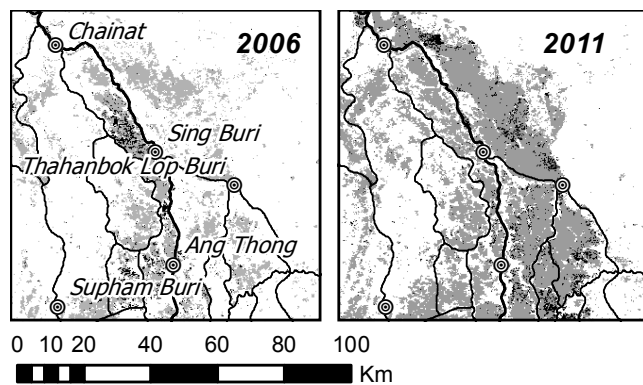 Chainat
2006
2011
Sing Buri
Thahanbok Lop Buri
Ang Thong
Supham Buri
0 10 20 40 60 80 100
Km